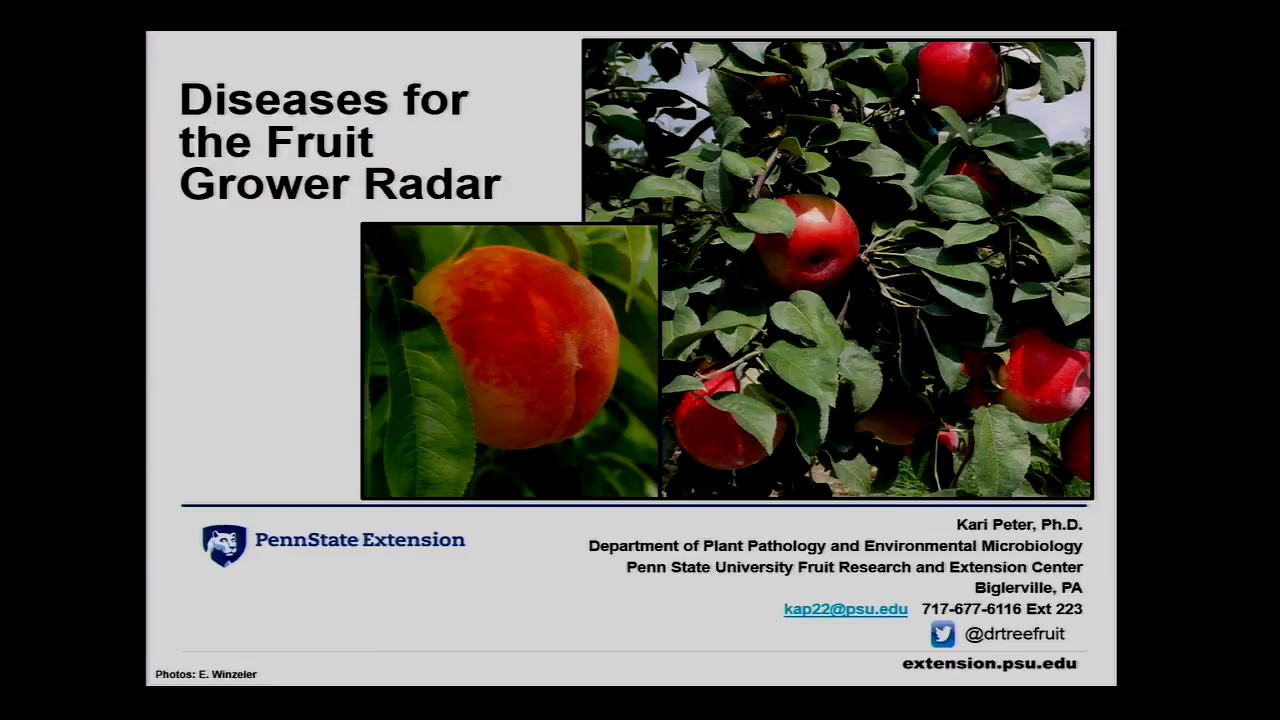 Diseases for
the Fruit
Grower Radar
PennState Extension
Kari Peter, Ph.D.
Department of Plant Pathology and Environmental Microbiology
Penn State University Fruit Research and Extension Center
Biglerville, PA
kap22@psu.edu 717-677-6116 Ext 223
@drtreefruit
extension.psu.edu
Photos: E. Winzeler